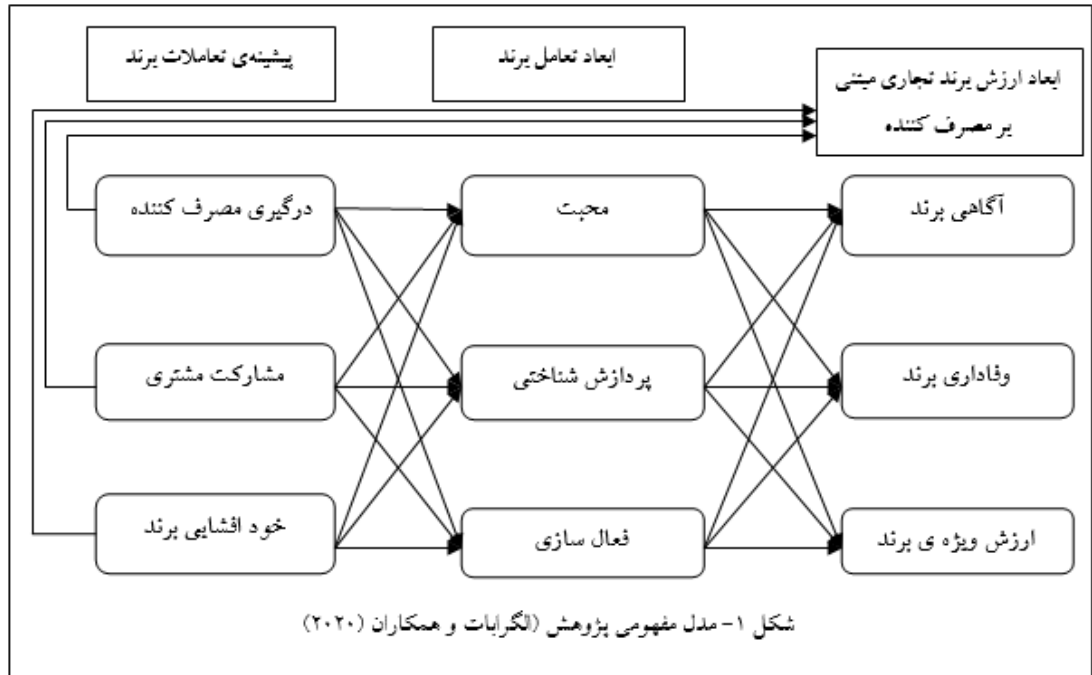 پیشینه‌ی تعاملات برند
ابعاد تعامل برند
ابعاد ارزش برند تجاری مبتنی
بر مصرف کننده
درگیری مصرف کننده
محبت
آگاهی برند
مشارکت مشتری
پردازش شناختی
وفاداری برند
خود افشایی برند
فعال سازی
ارزش ویژه ی برند
شکل ۱- مدل مفهومی پژوهش (الگرابات و همکاران (۲۰۲۰)